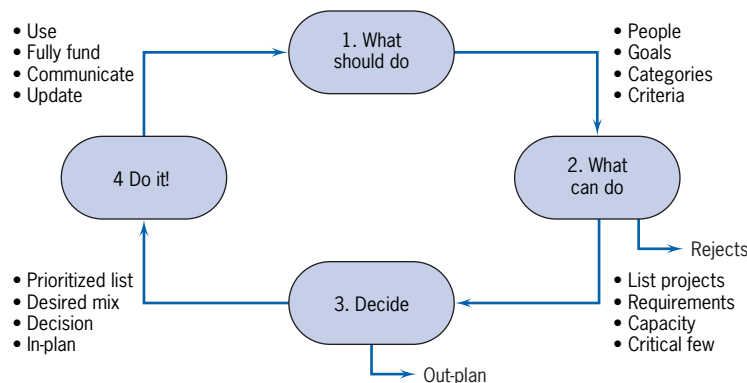 • Use
• Fully fund
• Communicate
• Update
1. What
should do
• People
• Goals
• Categories
• Criteria
4 Do it!
2. What
can do
Rejects
• Prioritized list
• Desired mix
• Decision
• In-plan
3. Decide
• List projects
• Requirements
• Capacity
• Critical few
Out-plan